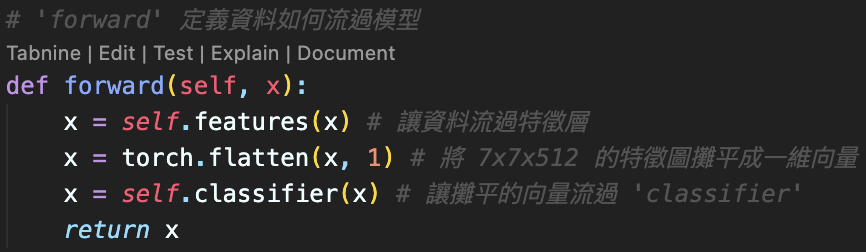 # 'forward' 定義資料如何流過模型
Tabnine | Edit | Test | Explain | Document
def forward(self, x):
    x = self.features(x) # 讓資料流過特徵層
    x = torch.flatten(x, 1) # 將 7x7x512 的特徵圖攤平成一維向量
    x = self.classifier(x) # 讓攤平的向量流過 'classifier'
    return x